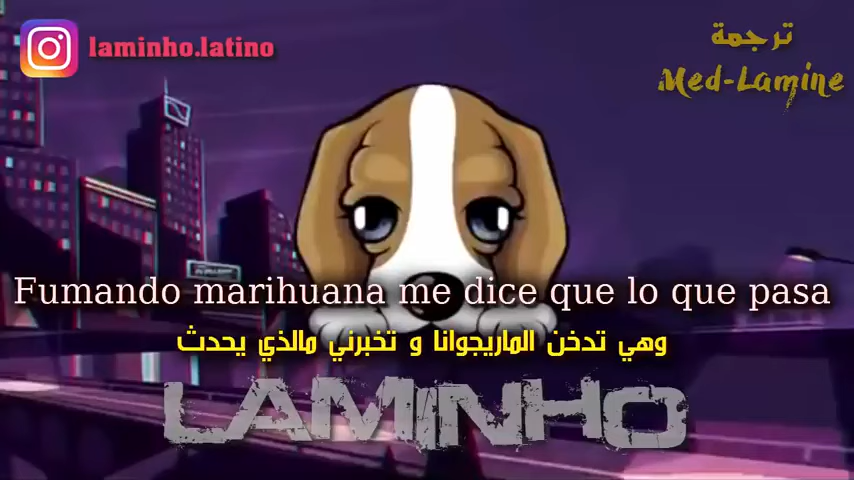 laminho.latino
ترجمة
Med-Lamine
Fumando marihuana me dice que lo que pasa
وهي تدخن الماريجوانا و تخبرني مالذي يحدث
LAMINHO